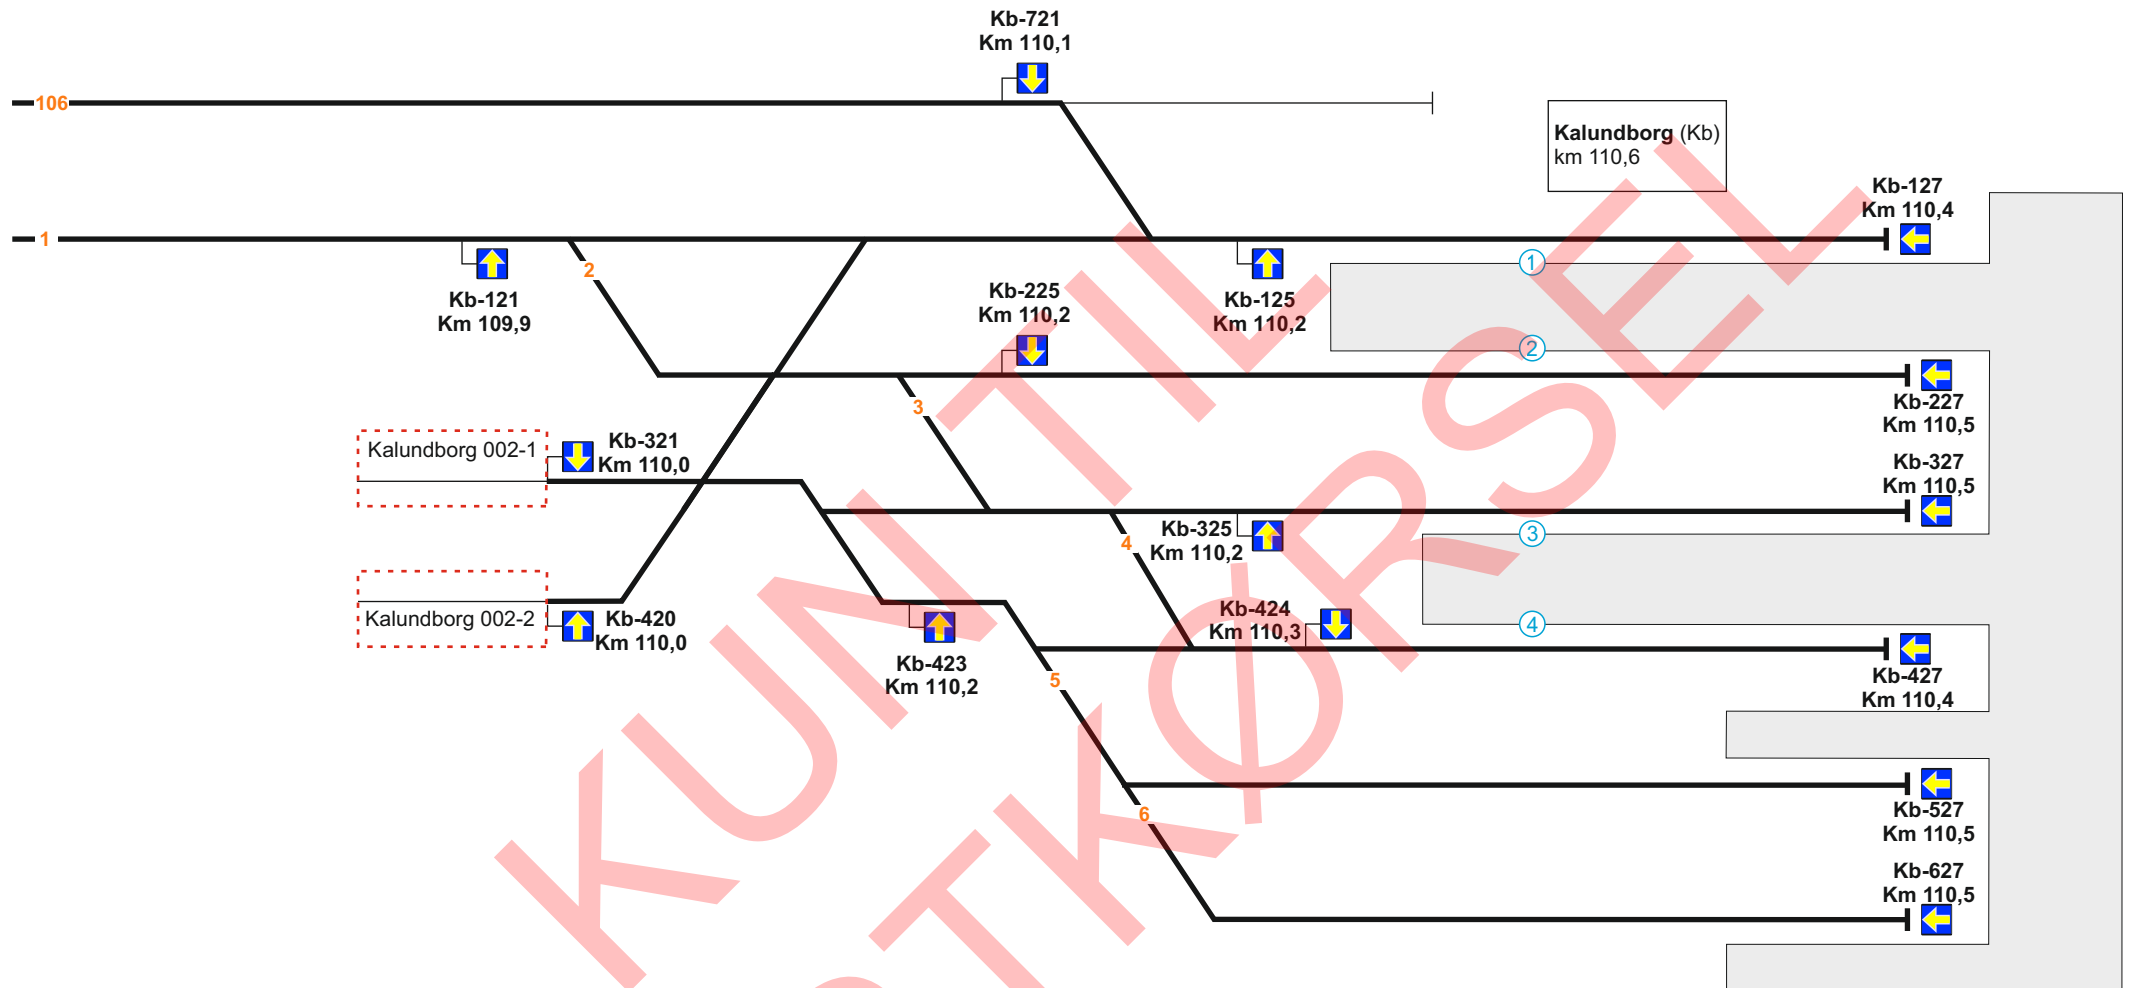 Kb-721
Km 110,1
106
Kalundborg (Kb)
km 110,6
Kb-127
Km 110,4
1
Kb-121
Km 109,9
2
Kb-225
Km 110,2
Kb-125
Km 110,2
1
2
Kb-227
Km 110,5
3
Kalundborg 002-1
Kb-321
Km 110,0
Kb-327
Km 110,5
Kb-325
Km 110,2
3
4
Kalundborg 002-2
Kb-420
Km 110,0
Kb-424
Km 110,3
4
Kb-423
Km 110,2
5
Kb-427
Km 110,4
6
Kb-527
Km 110,5
Kb-627
Km 110,5
KUN TIL
STKØRSEL